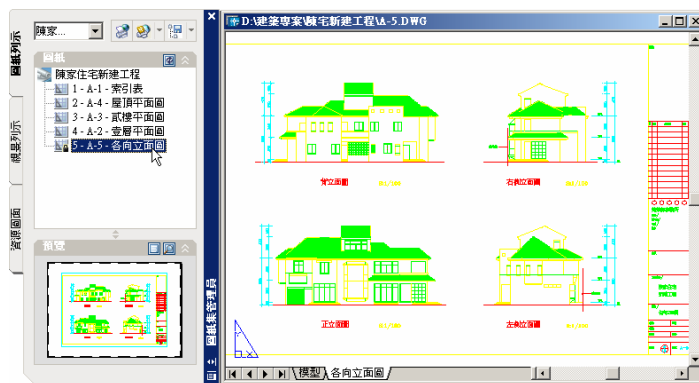 陳家...
圖紙列示
視景列示
資源圖面
圖紙
陳家住宅新建工程
1 - A-1 - 索引表
2 - A-4 - 屋頂平面圖
3 - A-3 - 貳樓平面圖
4 - A-2 - 壹層平面圖
5 - A-5 - 各向立面圖
預覽
圖紙集管理員
D:\建築專案\陳宅新建工程\A-5.DWG
背立面圖
右側立面圖
正立面圖
左側立面圖
模型
各向立面圖